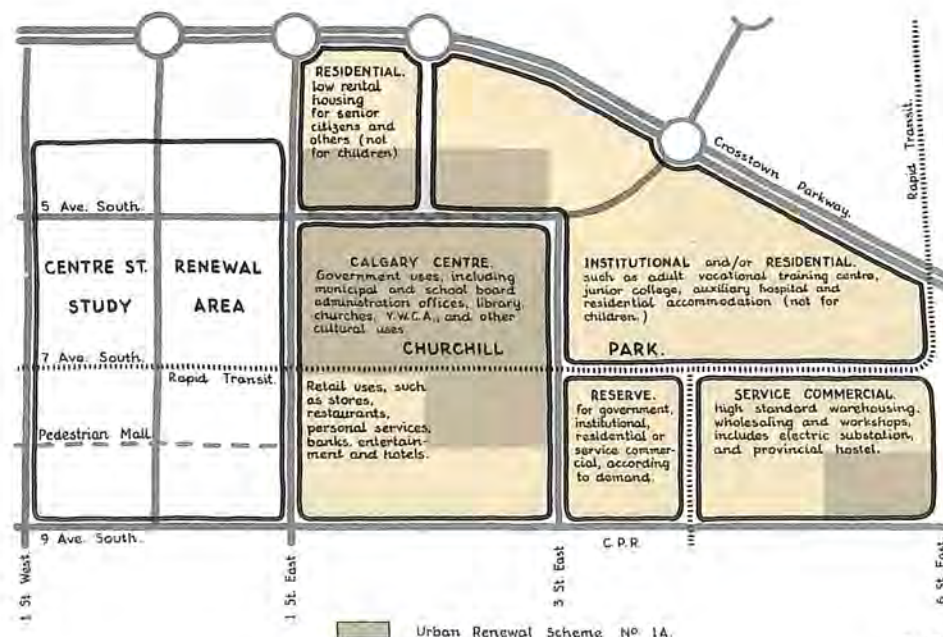 RESIDENTIAL.
low rental
housing
for senior
citizens and
others (not
for children)
Crosstown Parkway.
Rapid Transit.
5 Ave. South.
CENTRE ST.
STUDY
RENEWAL
AREA
CALGARY CENTRE.
Government uses, including
municipal and school board
administration offices, library
churches, Y.W.C.A., and other
cultural uses
INSTITUTIONAL and/or RESIDENTIAL.
such as adult vocational training centre,
junior college, auxiliary hospital and
residential accommodation (not for
children.)
CHURCHILL PARK.
7 Ave. South.
Rapid Transit.
Retail uses, such
as stores,
restaurants,
personal services,
banks, entertain-
ment and hotels.
RESERVE.
for government,
institutional,
residential or
service commer-
cial, according
to demand.
SERVICE COMMERCIAL.
high standard warehousing.
wholesaling and workshops,
includes electric substation,
and provincial hostel.
Pedestrian Mall
9 Ave. South.
C.P.R.
1 St. West.
1 St. East
3 St. East
6 St. East
Urban Renewal Scheme Nº 1A.